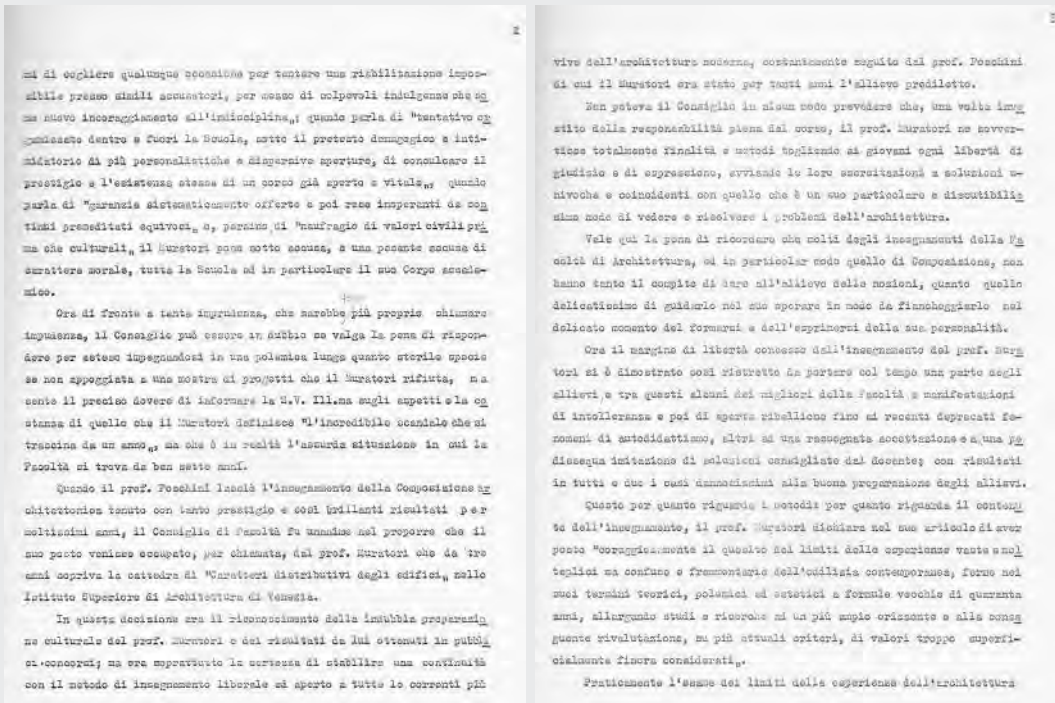 2
mi di cogliere qualunque occasione per tentare una riabilitazione impos-
sibile presso simili accusatori, per mezzo di colpevoli indulgenze che so
no nuovo incoraggiamento all'indisciplina„; quando parla di "tentativo or
ganizzato dentro e fuori la Scuola, sotto il pretesto demagogico e inti-
midatorio di più personalistiche e dispersive aperture, di conculcare il
prestigio e l'esistenza stessa di un corso già aperto e vitale„, quando
parla di "garanzie sistematicamente offerte e poi rese inoperanti da con
tinui premeditati equivoci„ o, persino di "naufragio di valori civili pri
ma che culturali„ il Muratori pone sotto accusa, e una pesante accusa di
carattere morale, tutta la Scuola ed in particolare il suo Corpo accade-
mico.
Ora di fronte a tanta imprudenza, che sarebbe più proprio chiamare
impudenza, il Consiglio può essere in dubbio se valga la pena di rispon-
dere per esteso impegnandosi in una polemica lunga quanto sterile specie
se non appoggiata a una mostra di progetti che il Muratori rifiuta, ma
sente il preciso dovere di informare la S.V. Ill.ma sugli aspetti e la so
stanza di quello che il Muratori definisce "l'incredibile scandalo che si
trascina da un anno„, ma che è in realtà l'assurda situazione in cui la
Facoltà si trova da ben sette anni.
Quando il prof. Foschini lasciò l'insegnamento della Composizione ar
chitettonica tenuto con tanto prestigio e così brillanti risultati per
moltissimi anni, il Consiglio di Facoltà fu unanime nel proporre che il
suo posto venisse occupato, per chiamata, dal prof. Muratori che da tre
anni copriva la cattedra di "Caratteri distributivi degli edifici„ nello
Istituto Superiore di Architettura di Venezia.
In questa decisione era il riconoscimento della indubbia preparazio
ne culturale del prof. Muratori e dei risultati da lui ottenuti in pubbli
ci concorsi; ma era soprattutto la certezza di stabilire una continuità
con il metodo di insegnamento liberale ed aperto a tutte le correnti più
vive dell'architettura moderna, costantemente seguito dal prof. Foschini
di cui il Muratori era stato per tanti anni l'allievo prediletto.
Non poteva il Consiglio in alcun modo prevedere che, una volta inve
stito della responsabilità piena del corso, il prof. Muratori ne sovver-
tisse totalmente finalità e metodi togliendo ai giovani ogni libertà di
giudizio e di espressione, avviando le loro esercitazioni a soluzioni u-
nivoche e coincidenti con quello che è un suo particolare e discutibilis
simo modo di vedere e risolvere i problemi dell'architettura.
Vale qui la pena di ricordare che molti degli insegnamenti della Fa
coltà di Architettura, ed in particolar modo quello di Composizione, non
hanno tanto il compito di dare all'allievo delle nozioni, quanto quello
delicatissimo di guidarlo nel suo operare in modo da fiancheggiarlo nel
delicato momento del formarsi e dell'esprimersi della sua personalità.
Ora il margine di libertà concesso dall'insegnamento del prof. Mura
tori si è dimostrato così ristretto da portare col tempo una parte degli
allievi, e tra questi alcuni dei migliori della Facoltà a manifestazioni
di intolleranza e poi di aperta ribellione fino ai recenti deprecati fe-
nomeni di autodidattismo, altri ad una rassegnata accettazione e a una pe
dissequa imitazione di soluzioni consigliate dal docente; con risultati
in tutti e due i casi dannosissimi alla buona preparazione degli allievi.
Questo per quanto riguarda i metodi; per quanto riguarda il contenu
to dell'insegnamento, il prof. Muratori dichiara nel suo articolo di aver
posto "coraggiosamente il quesito dei limiti delle esperienze vaste e mol
teplici ma confuse e frammentarie dell'edilizia contemporanea, ferme nei
suoi termini teorici, polemici ed estetici a formule vecchie di quaranta
anni, allargando studi e ricerche ad un più ampio orizzonte e alla conse
guente rivalutazione, su più attuali criteri, di valori troppo superfi-
cialmente finora considerati„.
Praticamente l'esame dei limiti della esperienza dell'architettura